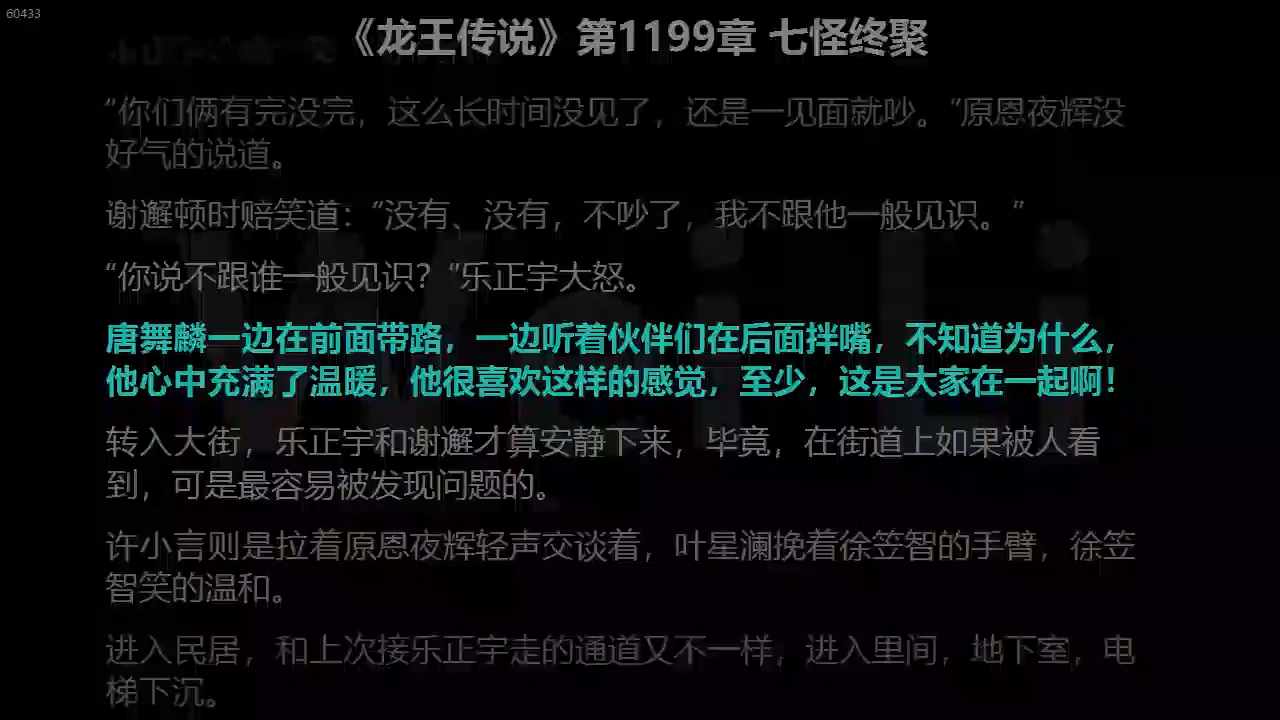 60433
《龙王传说》第1199章 七怪终聚
“你们俩有完没完，这么长时间没见了，还是一见面就吵。”原恩夜辉没
好气的说道。
谢邂顿时赔笑道：“没有、没有，不吵了，我不跟他一般见识。”
“你说不跟谁一般见识？”乐正宇大怒。
唐舞麟一边在前面带路，一边听着伙伴们在后面拌嘴，不知道为什么，
他心中充满了温暖，他很喜欢这样的感觉，至少，这是大家在一起啊！
转入大街，乐正宇和谢邂才算安静下来，毕竟，在街道上如果被人看
到，可是最容易被发现问题的。
许小言则是拉着原恩夜辉轻声交谈着，叶星澜挽着徐笠智的手臂，徐笠
智笑的温和。
进入民居，和上次接乐正宇走的通道又不一样，进入里间，地下室，电
梯下沉。